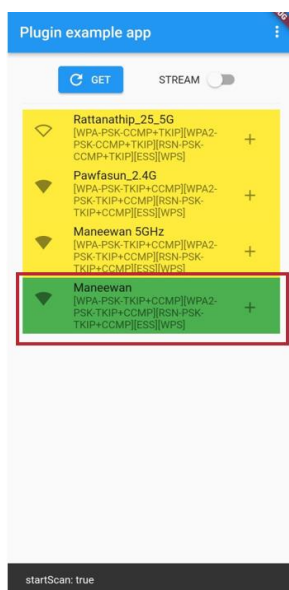 Plugin example app
GET
STREAM
Rattanathip_25_5G
[WPA-PSK-CCMP+TKIP][WPA2-
PSK-CCMP+TKIP][RSN-PSK-
CCMP+TKIP][ESS][WPS]
Pawfasun_2.4G
[WPA-PSK-TKIP+CCMP][WPA2-
PSK-TKIP+CCMP][RSN-PSK-
TKIP+CCMP][ESS][WPS]
Maneewan 5GHz
[WPA-PSK-TKIP+CCMP][WPA2-
PSK-TKIP+CCMP][RSN-PSK-
TKIP+CCMP][ESS][WPS]
Maneewan
[WPA-PSK-TKIP+CCMP][WPA2-
PSK-TKIP+CCMP][RSN-PSK-
TKIP+CCMP][ESS][WPS]
startScan: true